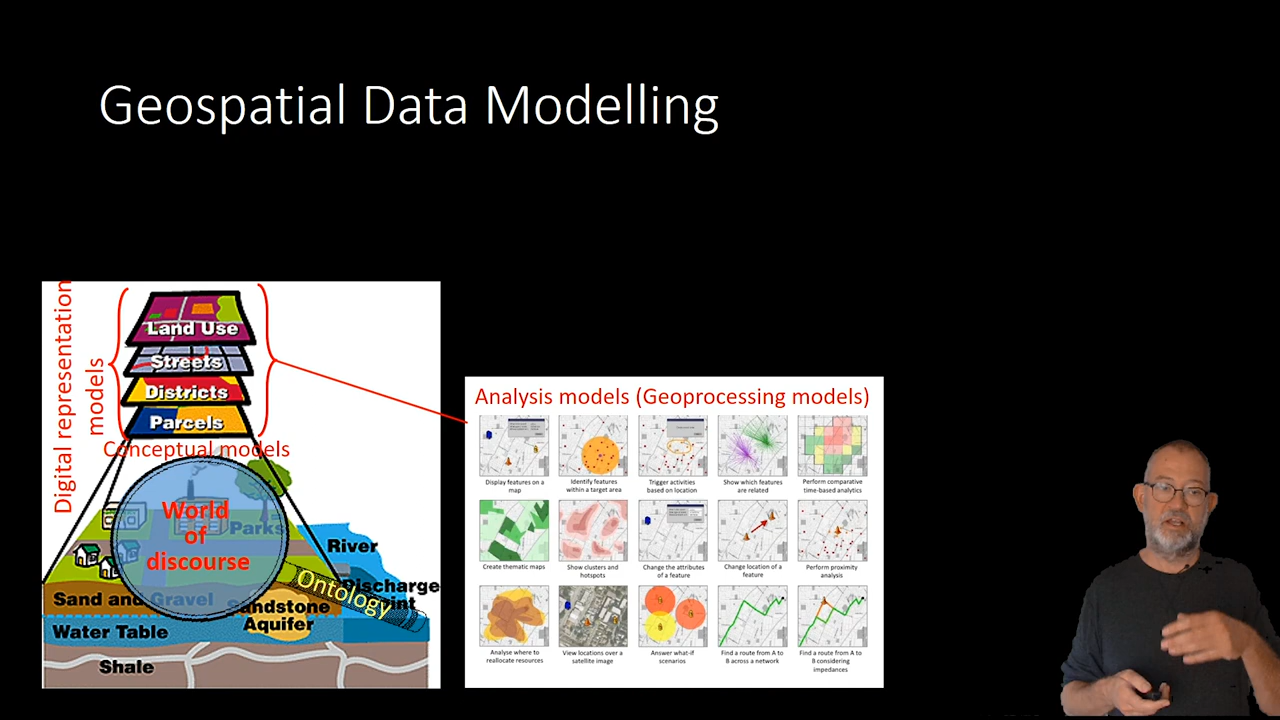 Geospatial Data Modelling
Digital representation
models
Land Use
Streets
Districts
Parcels
Conceptual models
World
of
discourse
Parks
River
Discharge
Ontology
Sand and Gravel
Sandstone
Aquifer
Water Table
Shale
Analysis models (Geoprocessing models)
Display features on a
map
Identify features
within a target area
Trigger activities
based on location
Show which features
are related
Perform comparative
time-based analytics
Create thematic maps
Show clusters and
hotspots
Change the attributes
of a feature
Change location of a
feature
Perform proximity
analysis
Analyse where to
reallocate resources
View locations over a
satellite image
Answer what-if
scenarios
Find a route from A to
B across a network
Find a route from A to
B considering
impedances